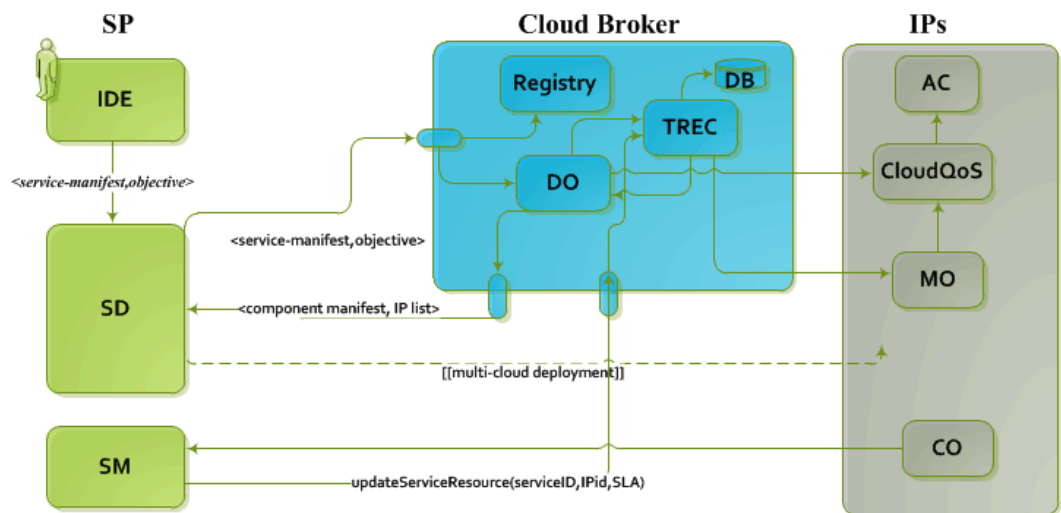 SP
Cloud Broker
IPs
IDE
Registry
DB
AC
TREC
<service-manifest,objective>
DO
CloudQoS
<service-manifest,objective>
SD
MO
<component manifest, IP list>
[[multi-cloud deployment]]
SM
CO
updateServiceResource(serviceID,IPid,SLA)